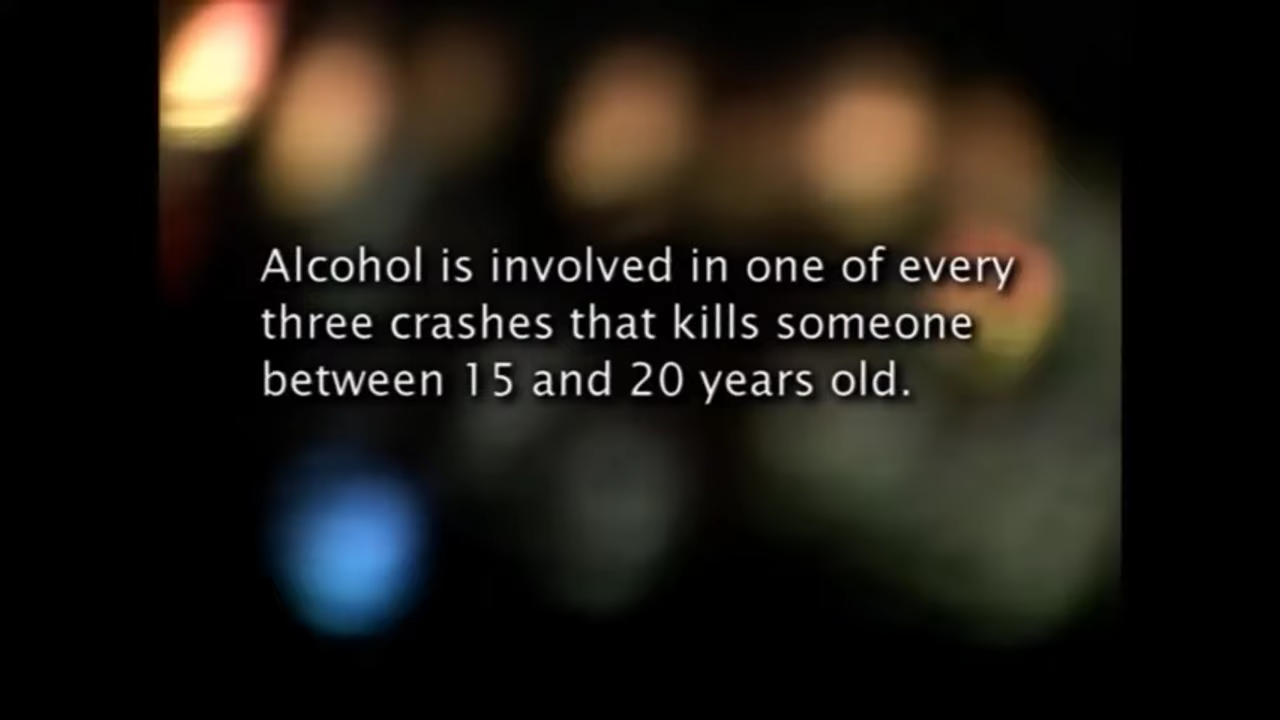 Alcohol is involved in one of every
three crashes that kills someone
between 15 and 20 years old.